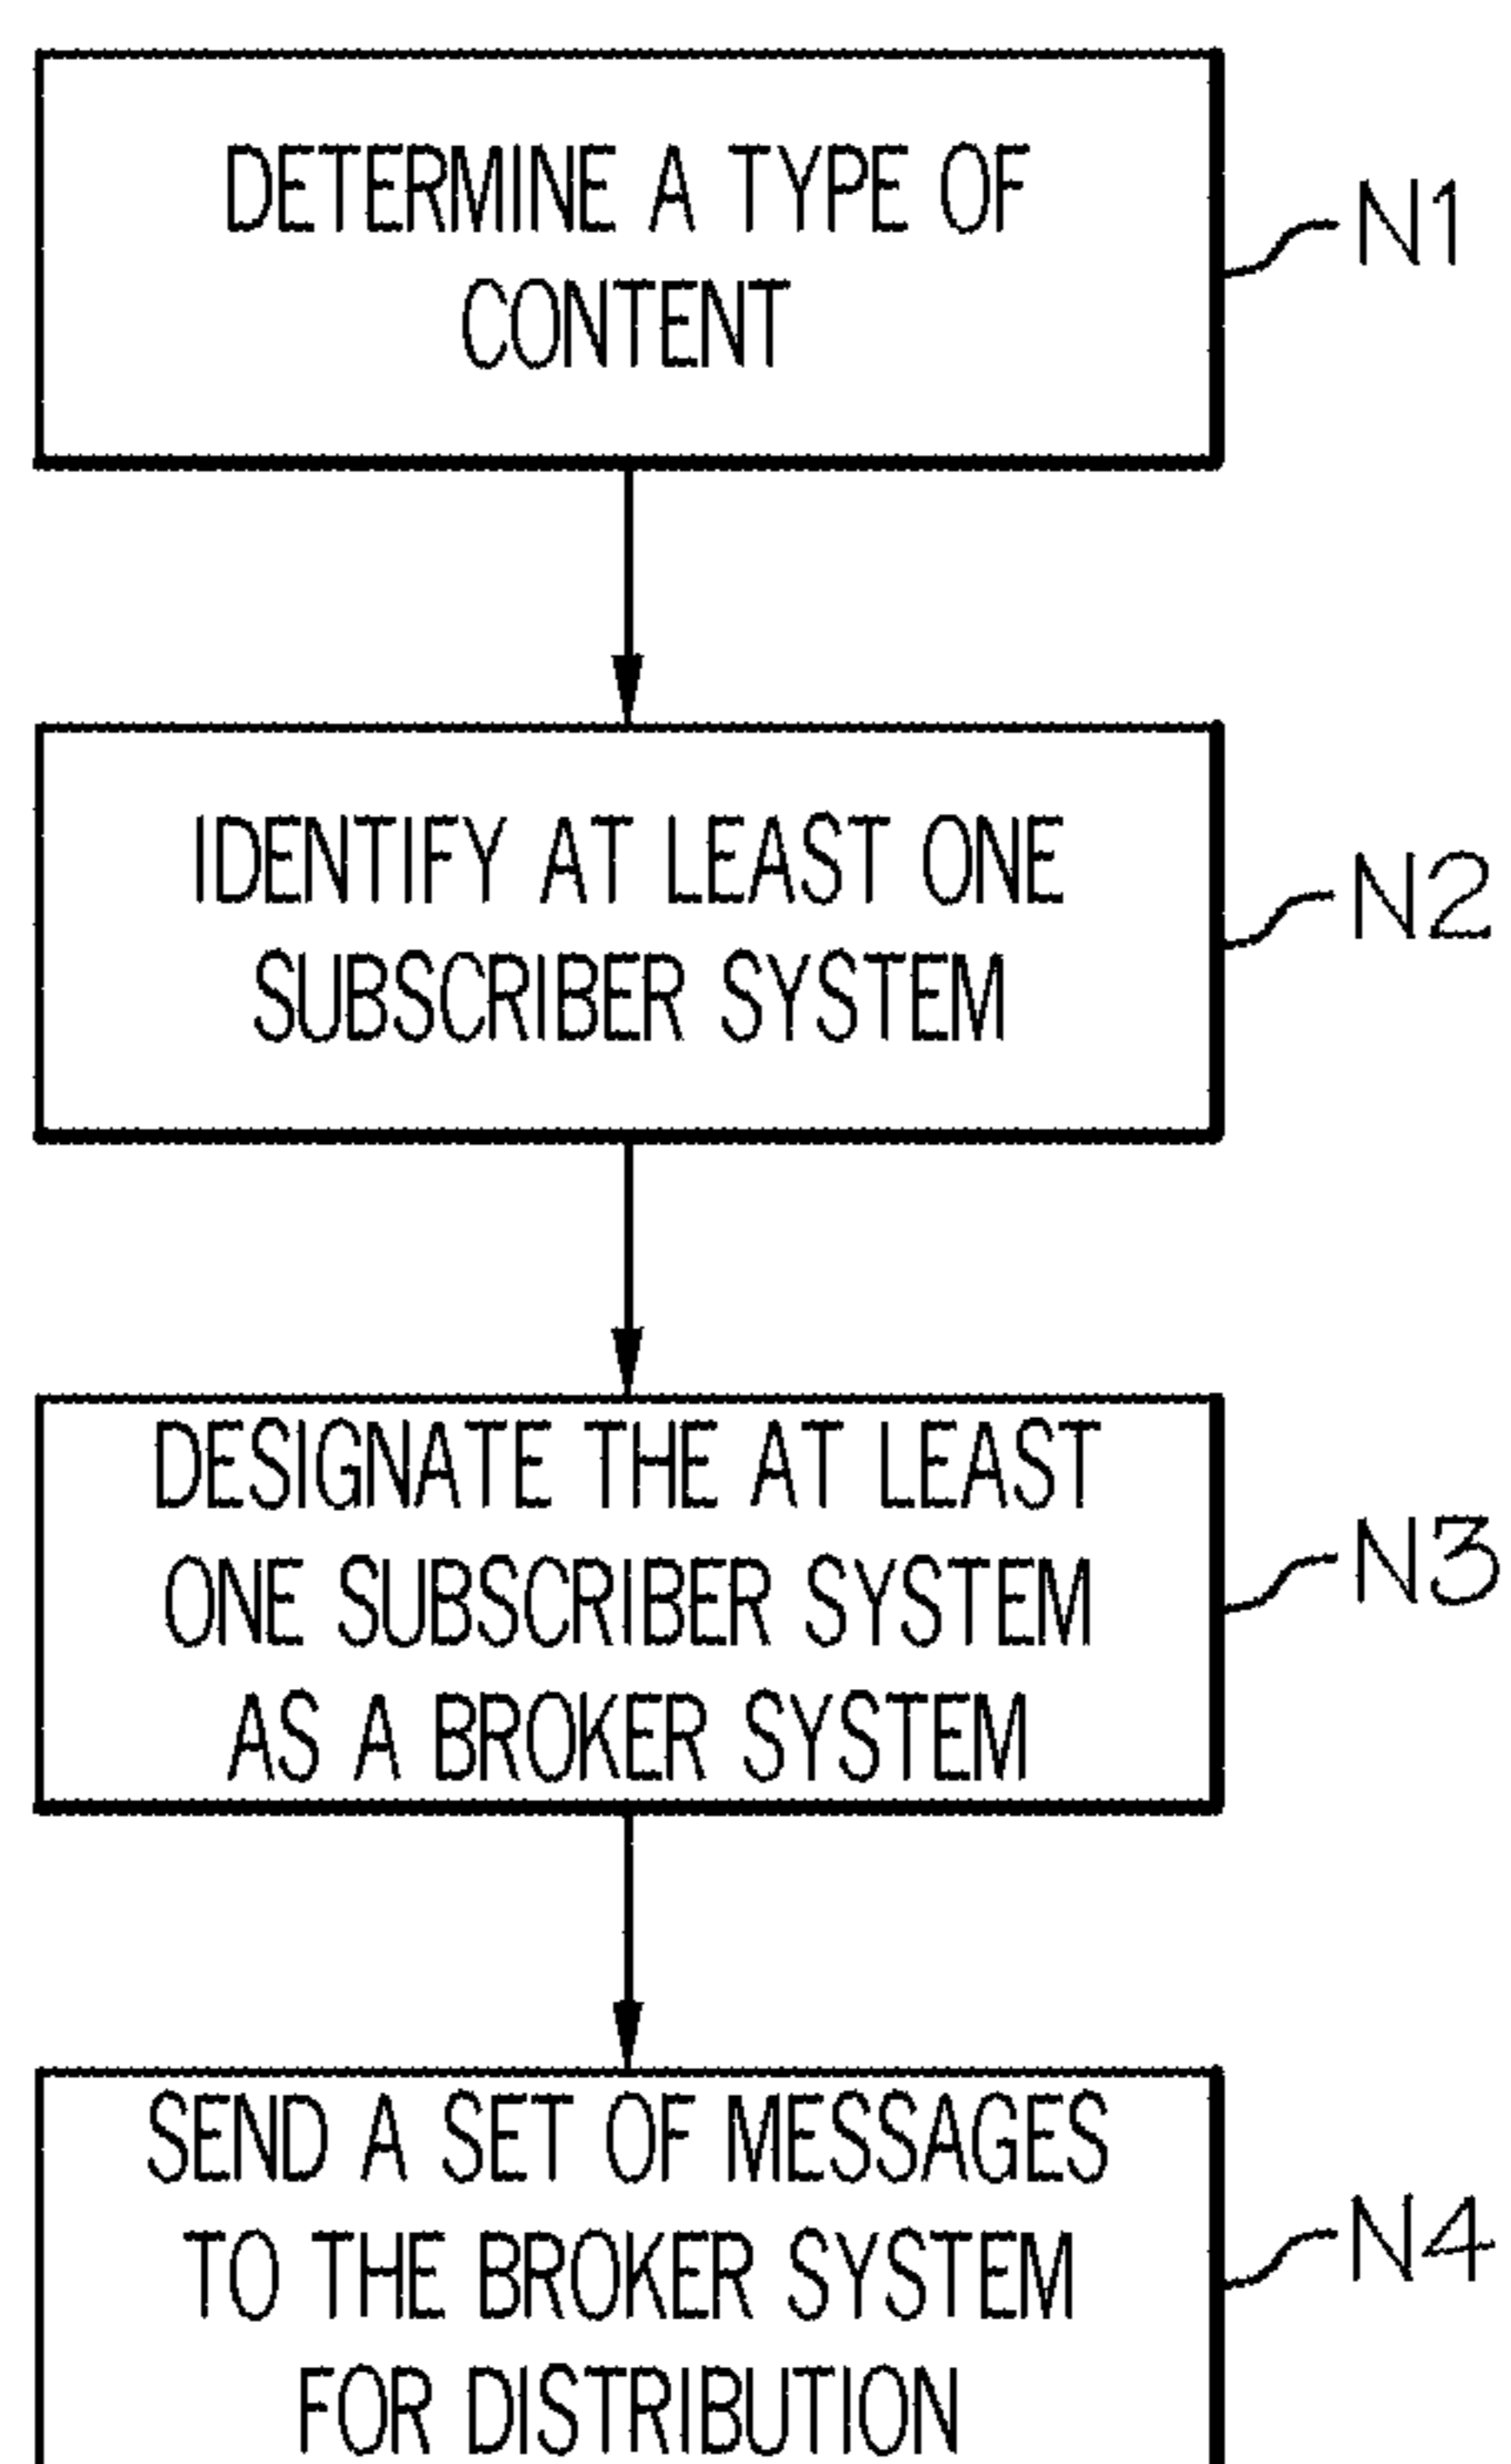 DETERMINE A TYPE OF
CONTENT
N1
IDENTIFY AT LEAST ONE
SUBSCRIBER SYSTEM
N2
DESIGNATE THE AT LEAST
ONE SUBSCRIBER SYSTEM
AS A BROKER SYSTEM
N3
SEND A SET OF MESSAGES
TO THE BROKER SYSTEM
FOR DISTRIBUTION
N4